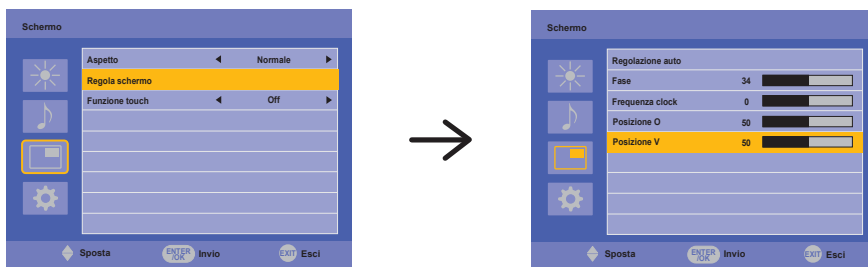 Schermo
Aspetto Normale
Regola schermo
Funzione touch Off
Sposta ENTER /OK Invio EXIT Esci
Schermo
Regolazione auto
Fase 34
Frequenza clock 0
Posizione O 50
Posizione V 50
Sposta ENTER /OK Invio EXIT Esci